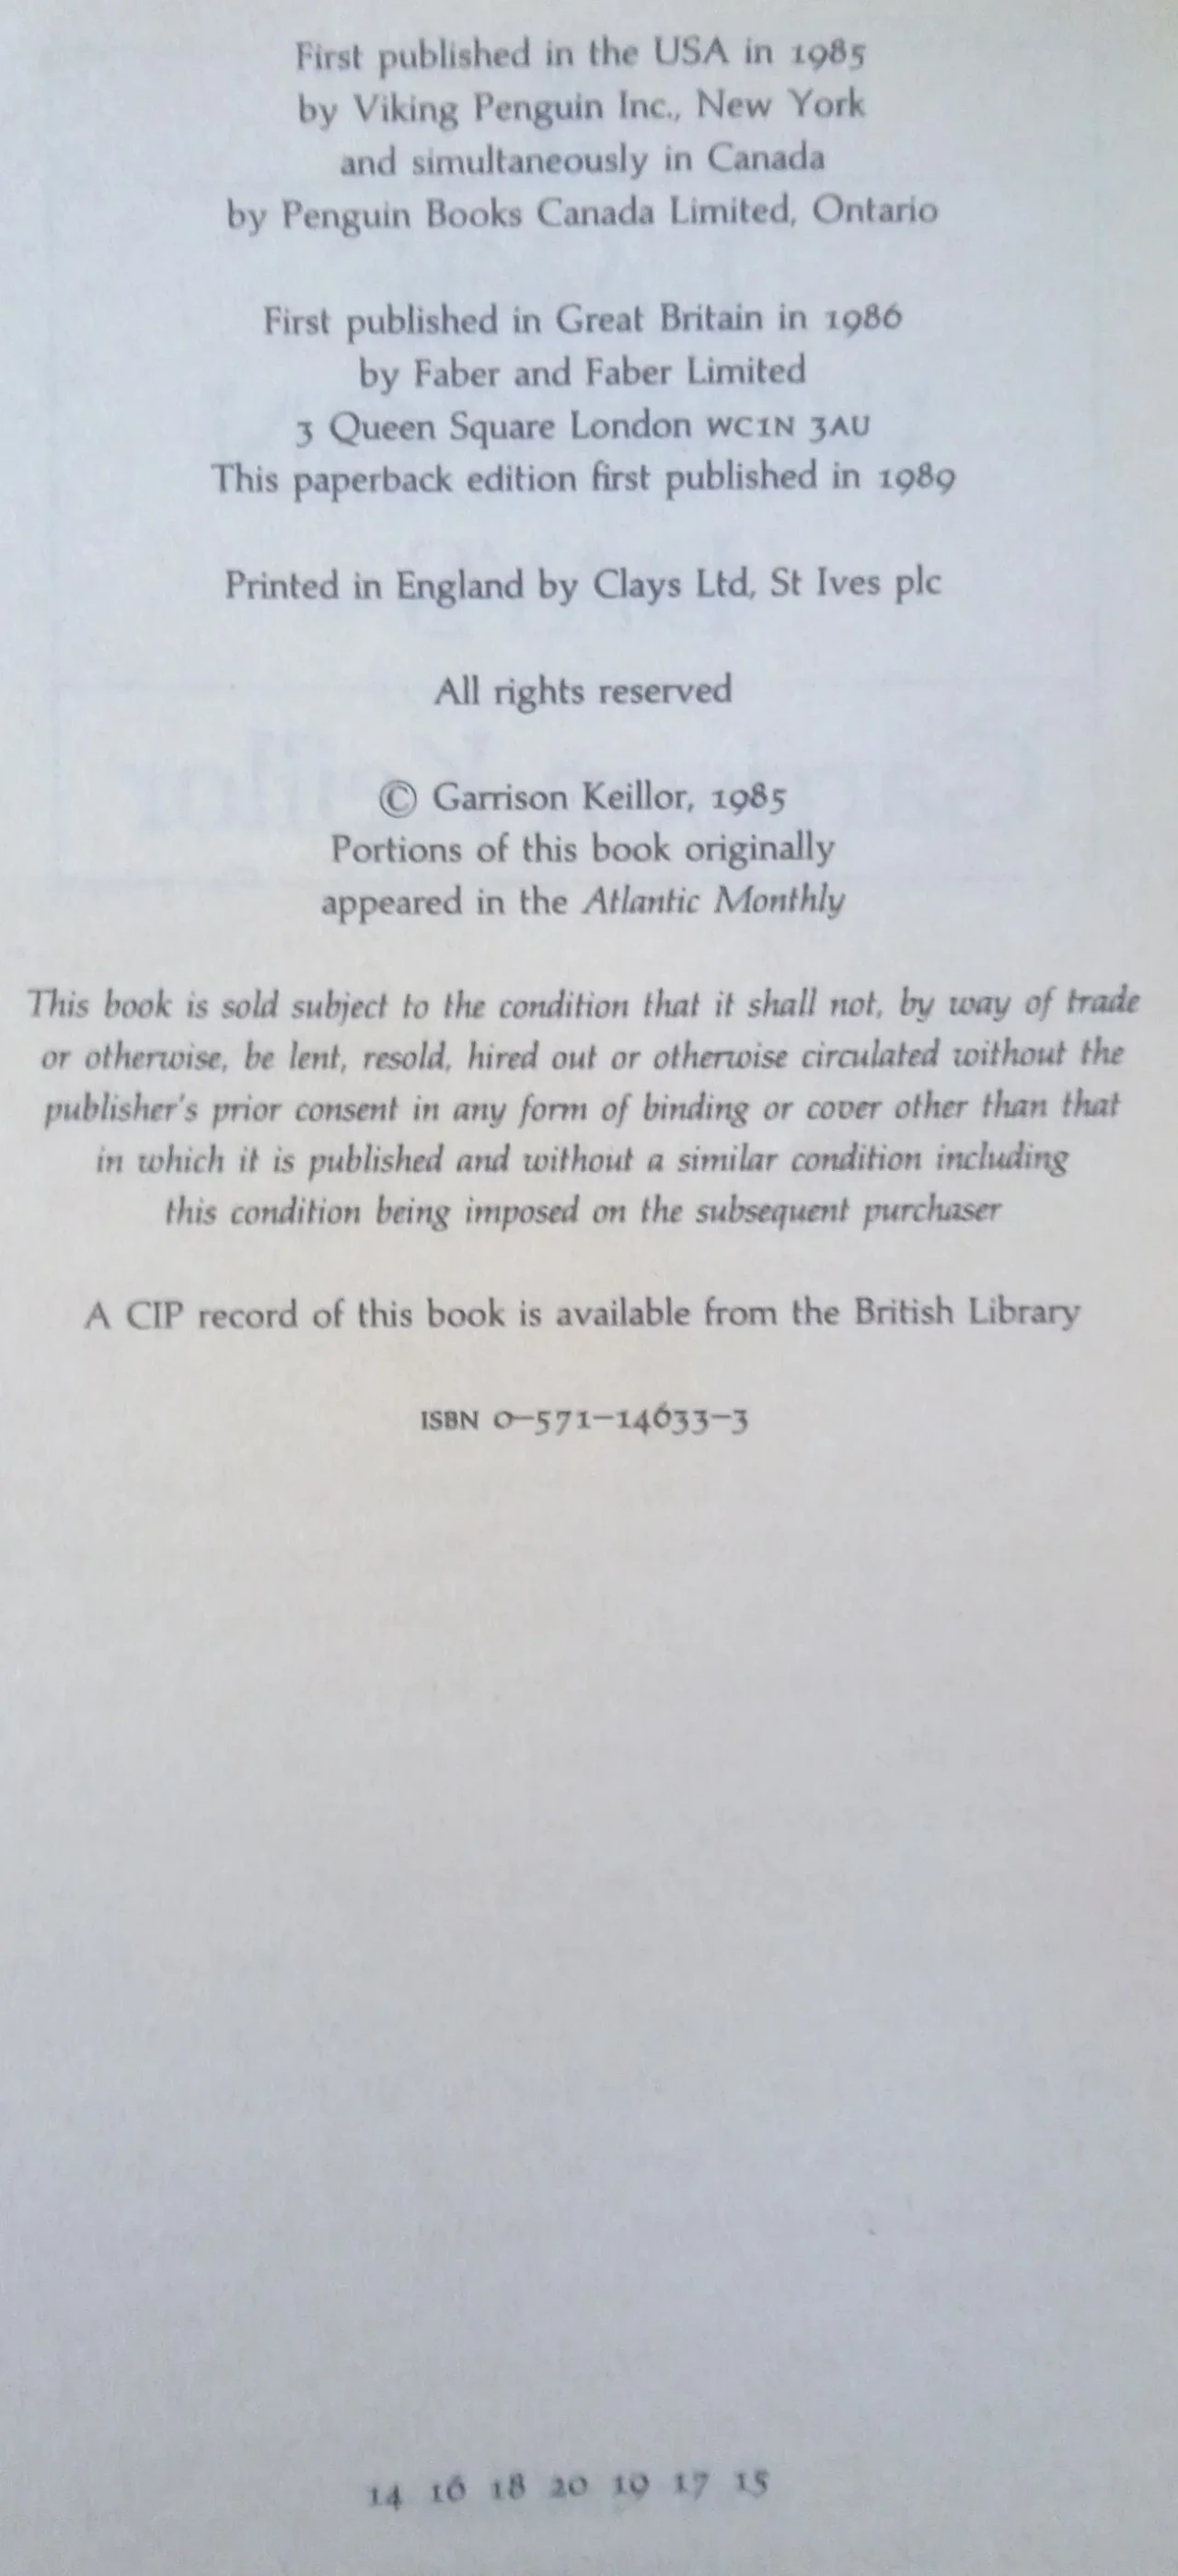 First published in the USA in 1985
by Viking Penguin Inc., New York
and simultaneously in Canada
by Penguin Books Canada Limited, Ontario
First published in Great Britain in 1986
by Faber and Faber Limited
3 Queen Square London WC1N 3AU
This paperback edition first published in 1989
Printed in England by Clays Ltd, St Ives plc
All rights reserved
© Garrison Keillor, 1985
Portions of this book originally
appeared in the Atlantic Monthly
This book is sold subject to the condition that it shall not, by way of trade
or otherwise, be lent, resold, hired out or otherwise circulated without the
publisher's prior consent in any form of binding or cover other than that
in which it is published and without a similar condition including
this condition being imposed on the subsequent purchaser
A CIP record of this book is available from the British Library
ISBN 0–571–14633–3
14 16 18 20 19 17 15